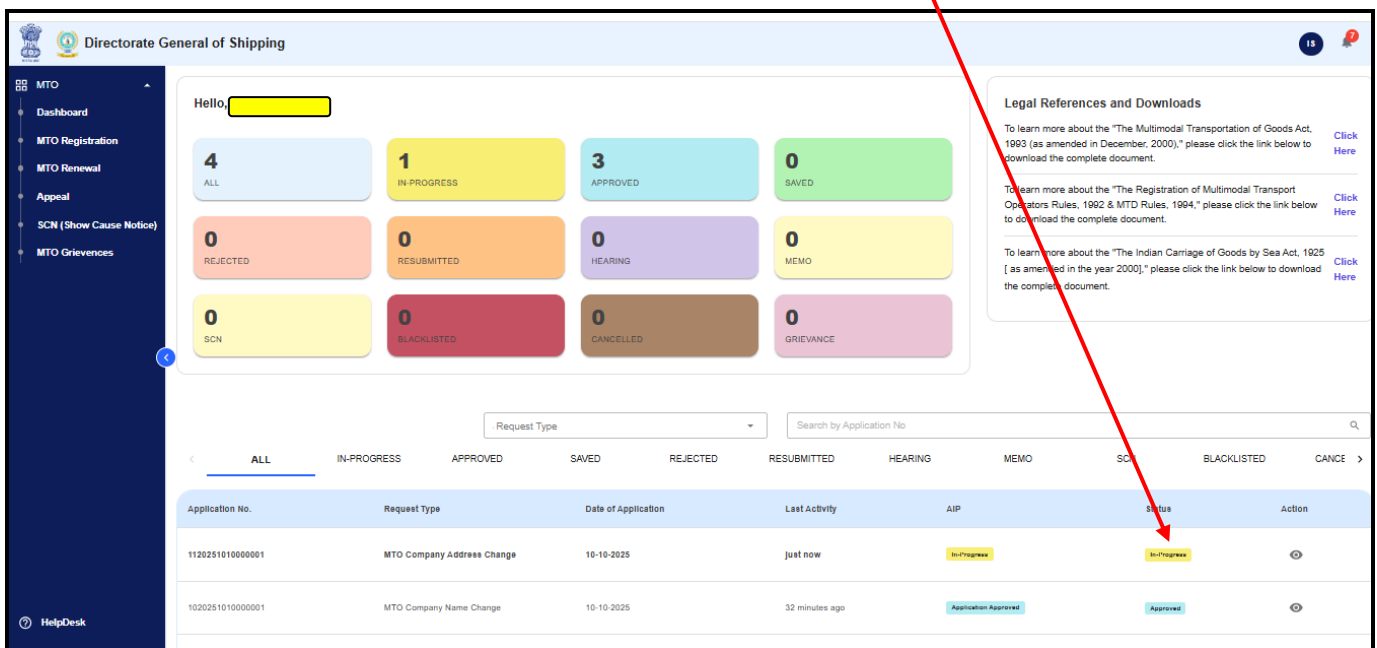 Directorate General of Shipping
IS
7
MTO
Dashboard
MTO Registration
MTO Renewal
Appeal
SCN (Show Cause Notice)
MTO Grievences
HelpDesk
Hello,
4
ALL
1
IN-PROGRESS
3
APPROVED
0
SAVED
0
REJECTED
0
RESUBMITTED
0
HEARING
0
MEMO
0
SCN
0
BLACKLISTED
0
CANCELLED
0
GRIEVANCE
Legal References and Downloads
To learn more about the "The Multimodal Transportation of Goods Act,
1993 (as amended in December, 2000)," please click the link below to
download the complete document.
Click
Here
To learn more about the "The Registration of Multimodal Transport
Operators Rules, 1992 & MTD Rules, 1994," please click the link below
to download the complete document.
Click
Here
To learn more about the "The Indian Carriage of Goods by Sea Act, 1925
[ as amended in the year 2000]," please click the link below to download
the complete document.
Click
Here
Request Type
Search by Application No
ALL IN-PROGRESS APPROVED SAVED REJECTED RESUBMITTED HEARING MEMO SCN BLACKLISTED CANCE
Application No. Request Type Date of Application Last Activity AIP Status Action
1120251010000001 MTO Company Address Change 10-10-2025 just now In-Progress In-Progress
1020251010000001 MTO Company Name Change 10-10-2025 32 minutes ago Application Approved Approved